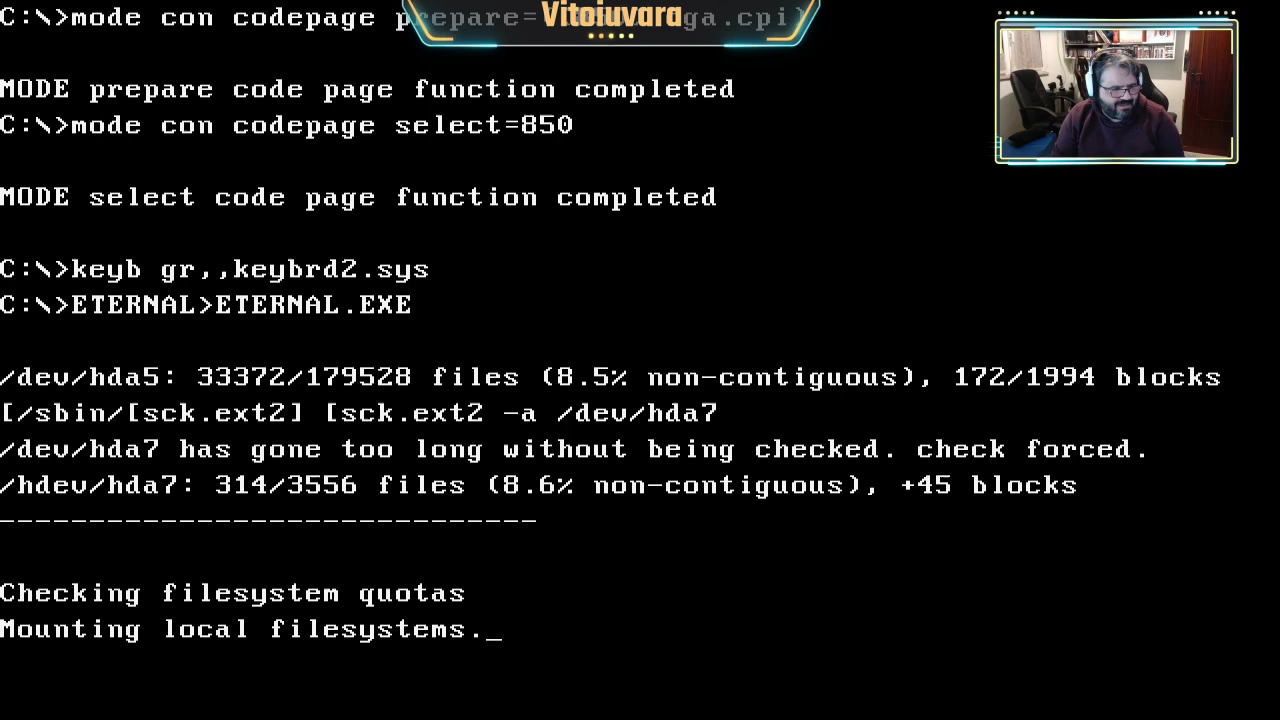 C:\>mode con codepage prepare= ga.cpi)
Vitoiuvara
MODE prepare code page function completed
C:\>mode con codepage select=850
MODE select code page function completed
C:\>keyb gr,,keybrd2.sys
C:\>ETERNAL>ETERNAL.EXE
/dev/hda5: 33372/179528 files (8.5% non-contiguous), 172/1994 blocks
[/sbin/[sck.ext2] [sck.ext2 -a /dev/hda7
/dev/hda7 has gone too long without being checked. check forced.
/hdev/hda7: 314/3556 files (8.6% non-contiguous), +45 blocks
------------------------------
Checking filesystem quotas
Mounting local filesystems._